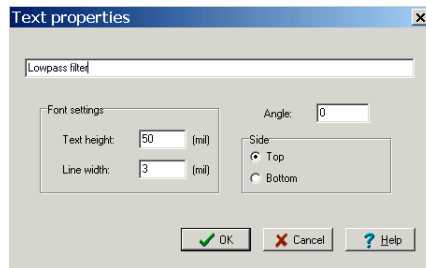 Text properties
Lowpass filter
Font settings
Text height: 50 (mil)
Line width: 3 (mil)
Angle: 0
Side
Top
Bottom
OK Cancel Help